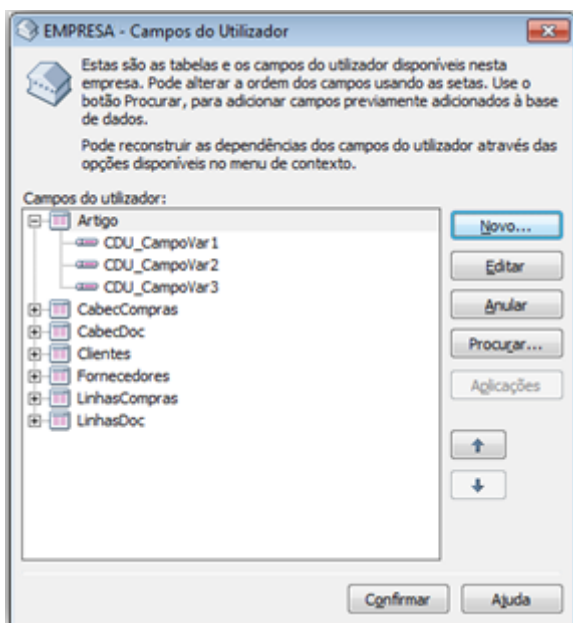 EMPRESA - Campos do Utilizador
Estas são as tabelas e os campos do utilizador disponíveis nesta
empresa. Pode alterar a ordem dos campos usando as setas. Use o
botão Procurar, para adicionar campos previamente adicionados à base
de dados.
Pode reconstruir as dependências dos campos do utilizador através das
opções disponíveis no menu de contexto.
Campos do utilizador:
Artigo
CDU_CampoVar1
CDU_CampoVar2
CDU_CampoVar3
CabecCompras
CabecDoc
Clientes
Fornecedores
LinhasCompras
LinhasDoc
Novo...
Editar
Anular
Procurar...
Aplicações
Confirmar
Ajuda